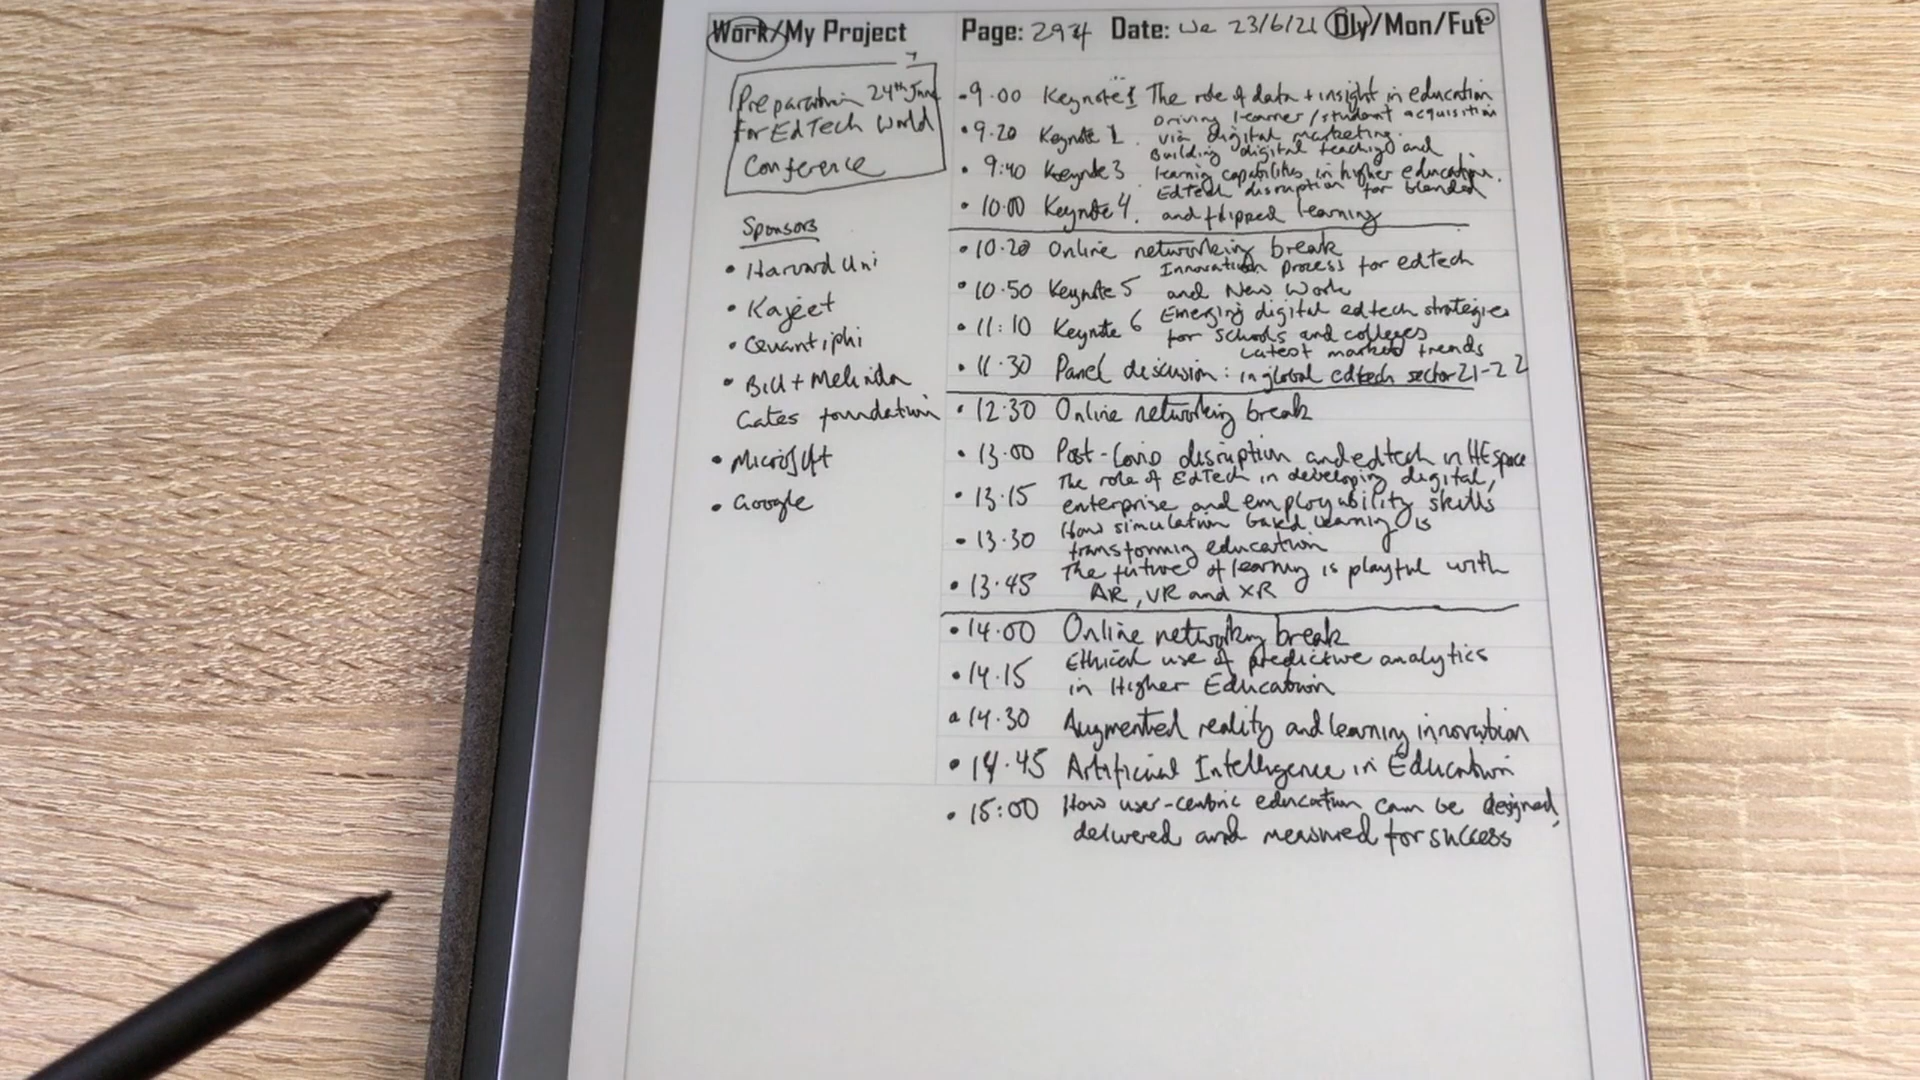 Work/My Project
Page: 294 Date: We 23/6/21 Dly/Mon/Fut
Preparation 24th June
for EdTech World
Conference
Sponsors
• Harvard Uni
• Kajeet
• Quantiphi
• Bill + Melinda
Gates foundation
• Microsoft
• Google
• 9.00 Keynote 1 The role of data + insight in education
Driving learner/student acquisition
• 9.20 Keynote 2. via digital marketing.
Building digital teaching and
• 9:40 Keynote 3 learning capabilities in higher education.
EdTech disruption for blended
• 10.00 Keynote 4. and flipped learning
• 10.20 Online networking break
Innovation process for edtech
• 10.50 Keynote 5 and New Work
Emerging digital edtech strategies
• 11:10 Keynote 6 for schools and colleges
Latest market trends
• 11.30 Panel discussion: in global edtech sector 21-22
• 12.30 Online networking break
• 13.00 Post-Covid disruption and edtech in HE space
The role of EdTech in developing digital,
• 13.15 enterprise and employability skills
How simulation based learning is
• 13.30 transforming education
The future of learning is playful with
• 13.45 AR, VR and XR
• 14.00 Online networking break
Ethical use of predictive analytics
• 14.15 in Higher Education
• 14.30 Augmented reality and learning innovation
• 14.45 Artificial Intelligence in Education
• 15:00 How user-centric education can be designed,
delivered and measured for success